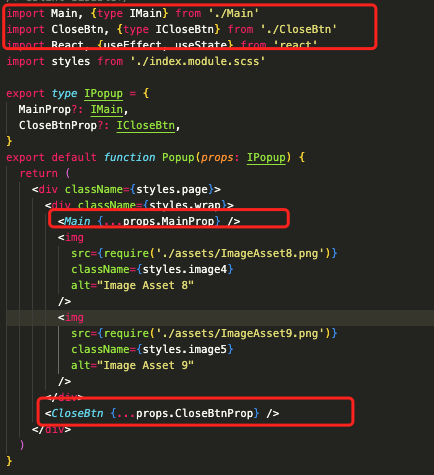 import Main, {type IMain} from './Main'
import CloseBtn, {type ICloseBtn} from './CloseBtn'
import React, {useEffect, useState} from 'react'
import styles from './index.module.scss'
export type IPopup = {
MainProp?: IMain,
CloseBtnProp?: ICloseBtn,
}
export default function Popup(props: IPopup) {
return (
<div className={styles.page}>
<div className={styles.wrap}>
<Main {...props.MainProp} />
<img
src={require('./assets/ImageAsset8.png')}
className={styles.image4}
alt="Image Asset 8"
/>
<img
src={require('./assets/ImageAsset9.png')}
className={styles.image5}
alt="Image Asset 9"
/>
</div>
<CloseBtn {...props.CloseBtnProp} />
</div>
)
}